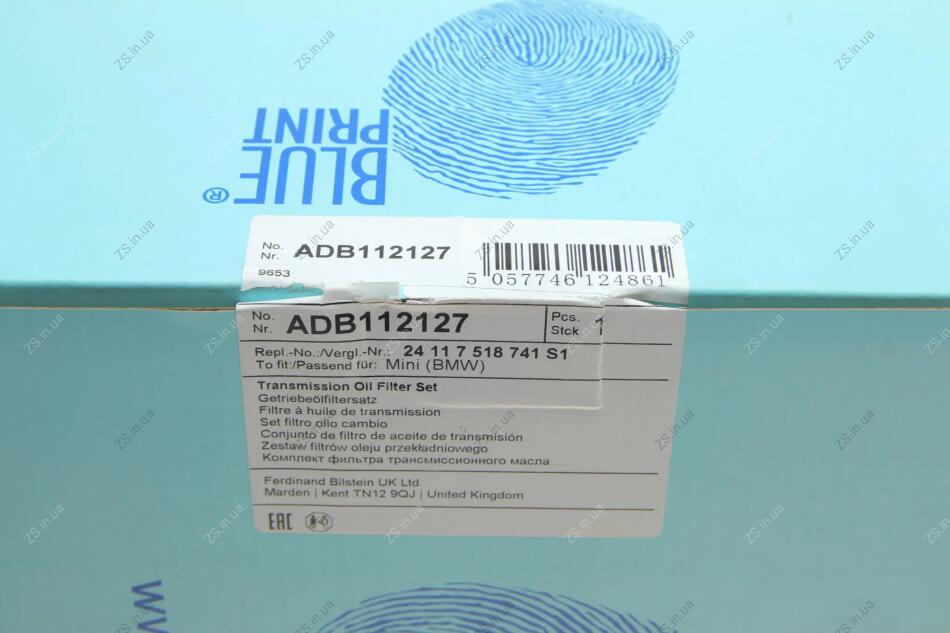 BLUE
PRINT
®
No.
Nr. ADB112127
9653
5 057746 124861
No.
Nr. ADB112127
Pcs. 1
Stck. 1
Repl.-No.:/Vergl.-Nr.: 24 11 7 518 741 S1
To fit:/Passend für: Mini (BMW)
Transmission Oil Filter Set
Getriebeölfiltersatz
Filtre à huile de transmission
Set filtro olio cambio
Conjunto de filtro de aceite de transmisión
Zestaw filtrów oleju przekładniowego
Комплект фильтра трансмиссионного масла
Ferdinand Bilstein UK Ltd
Marden | Kent TN12 9QJ | United Kingdom
EAC
ZS.in.ua